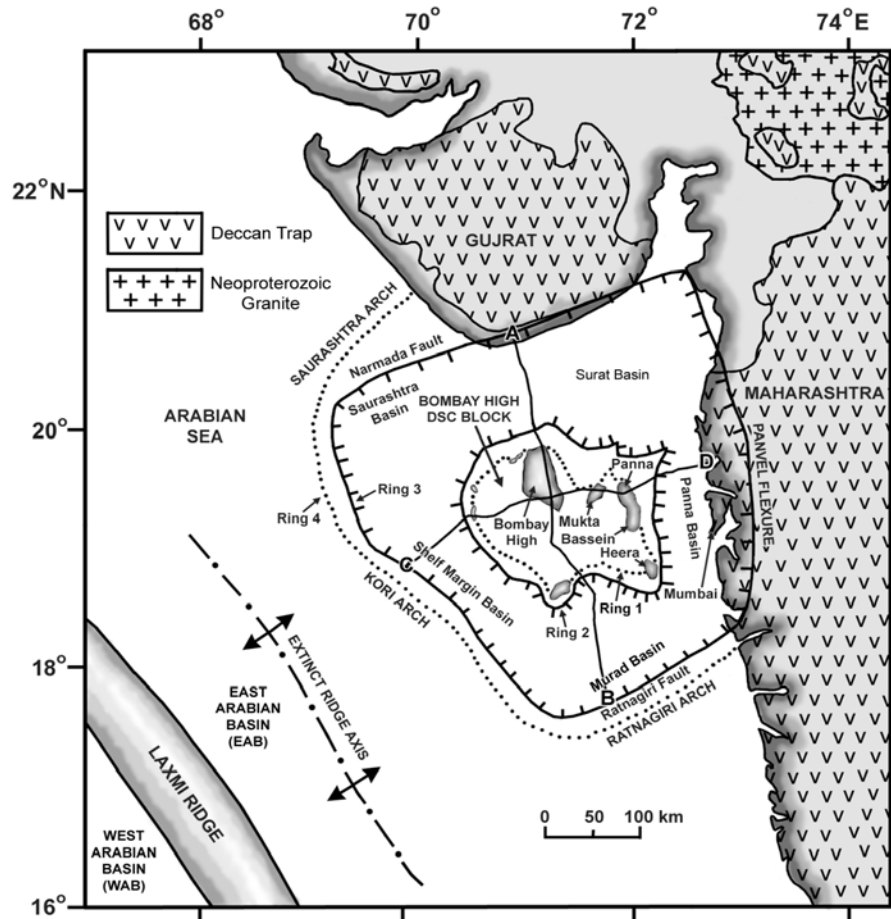 68° 70° 72° 74°E
22°N
20°
18°
16°
Deccan Trap
Neoproterozoic
Granite
GUJRAT
MAHARASHTRA
SAURASHTRA ARCH
Narmada Fault
Saurashtra
Basin
BOMBAY HIGH
DSC BLOCK
Surat Basin
ARABIAN
SEA
A
B
C
D
PANVEL FLEXURE
Panna
Panna Basin
Ring 3
Ring 4
Bombay
High
Mukta
Bassein
Heera
Mumbai
Shelf Margin Basin
KORI ARCH
Ring 1
Ring 2
Murad Basin
Ratnagiri Fault
RATNAGIRI ARCH
EXTINCT RIDGE AXIS
EAST
ARABIAN
BASIN
(EAB)
LAXMI RIDGE
WEST
ARABIAN
BASIN
(WAB)
0 50 100 km